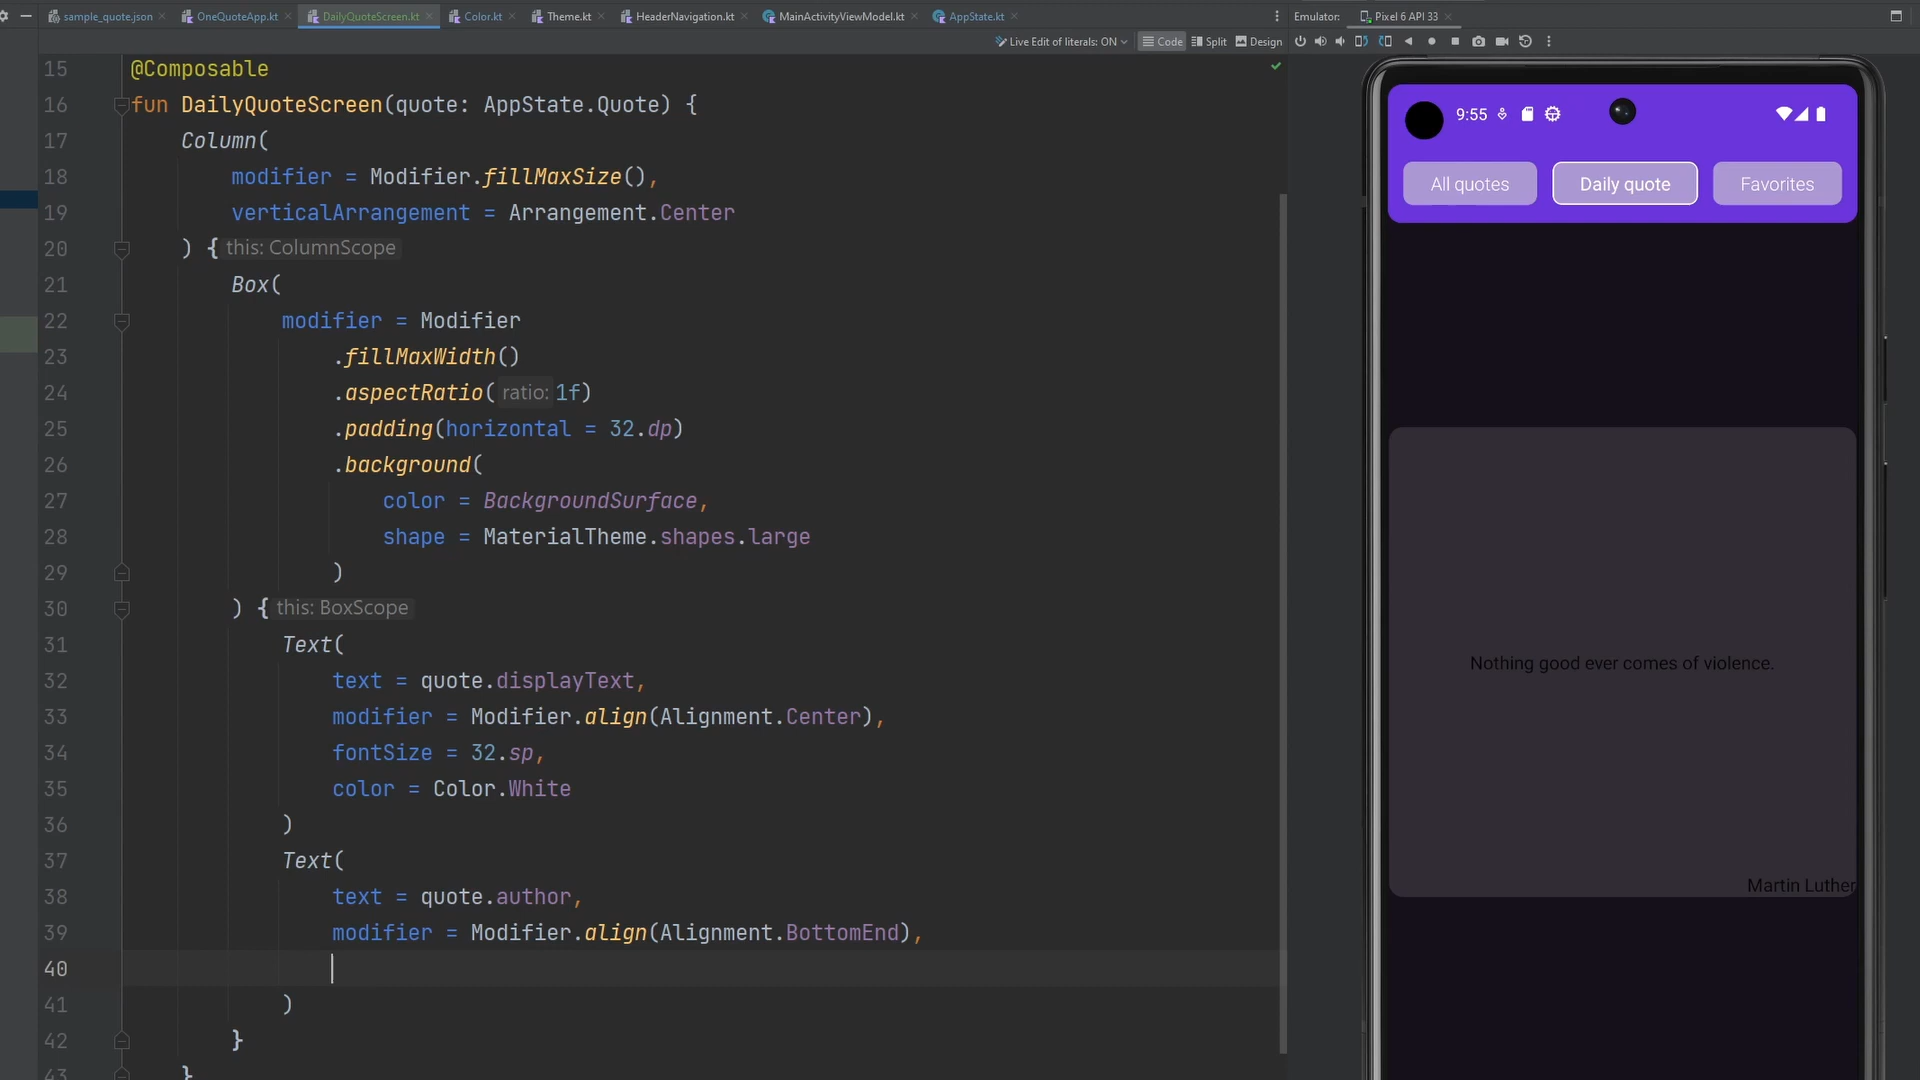 sample_quote.json
OneQuoteApp.kt
DailyQuoteScreen.kt
Color.kt
Theme.kt
HeaderNavigation.kt
MainActivityViewModel.kt
AppState.kt
Emulator:
Pixel 6 API 33
Live Edit of literals: ON
Code
Split
Design
15 @Composable
16 fun DailyQuoteScreen(quote: AppState.Quote) {
17 Column(
18 modifier = Modifier.fillMaxSize(),
19 verticalArrangement = Arrangement.Center
20 ) { this: ColumnScope
21 Box(
22 modifier = Modifier
23 .fillMaxWidth()
24 .aspectRatio( ratio: 1f)
25 .padding(horizontal = 32.dp)
26 .background(
27 color = BackgroundSurface,
28 shape = MaterialTheme.shapes.large
29 )
30 ) { this: BoxScope
31 Text(
32 text = quote.displayText,
33 modifier = Modifier.align(Alignment.Center),
34 fontSize = 32.sp,
35 color = Color.White
36 )
37 Text(
38 text = quote.author,
39 modifier = Modifier.align(Alignment.BottomEnd),
40
41 )
42 }
43 }
9:55
All quotes
Daily quote
Favorites
Nothing good ever comes of violence.
Martin Luther